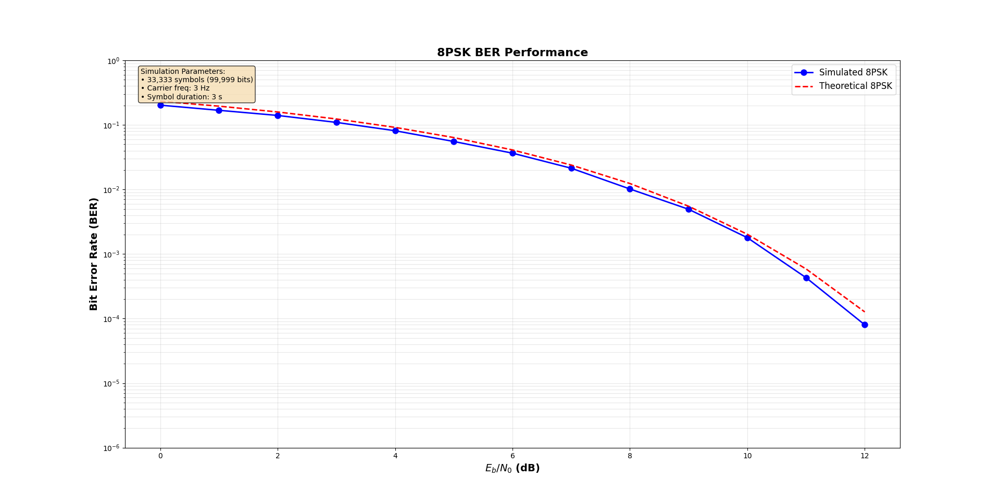 8PSK BER Performance
Simulation Parameters:
• 33,333 symbols (99,999 bits)
• Carrier freq: 3 Hz
• Symbol duration: 3 s
Simulated 8PSK
Theoretical 8PSK
Bit Error Rate (BER)
10⁰
10⁻¹
10⁻²
10⁻³
10⁻⁴
10⁻⁵
10⁻⁶
0 2 4 6 8 10 12
E_b/N_0 (dB)